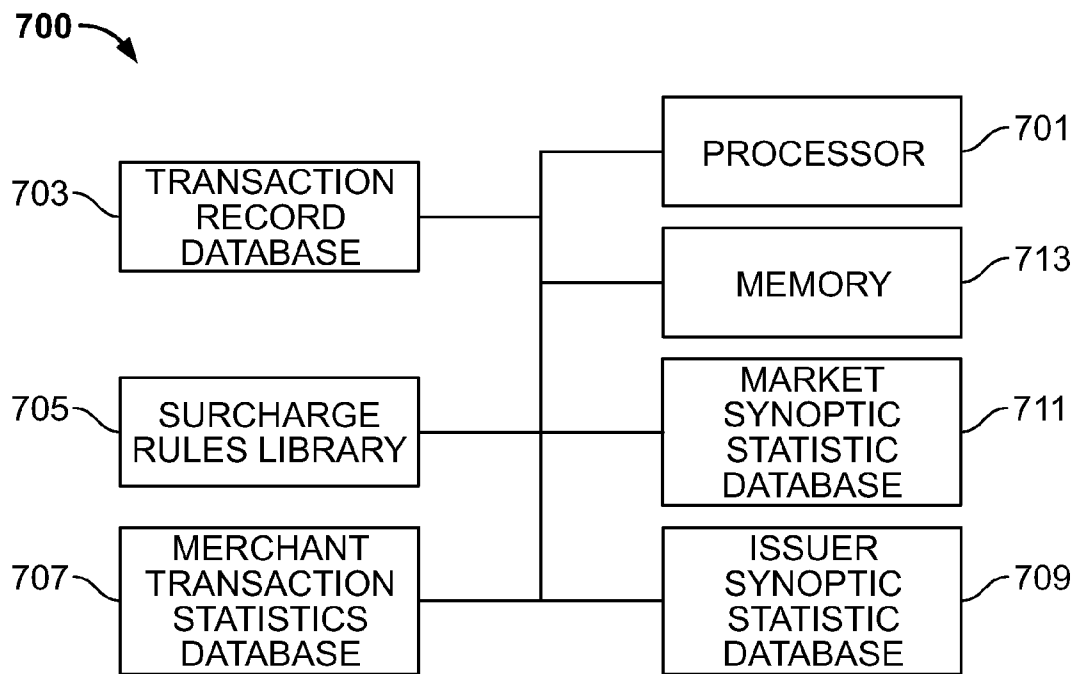 700
PROCESSOR
701
703
TRANSACTION
RECORD
DATABASE
MEMORY
713
705
SURCHARGE
RULES LIBRARY
MARKET
SYNOPTIC
STATISTIC
DATABASE
711
707
MERCHANT
TRANSACTION
STATISTICS
DATABASE
ISSUER
SYNOPTIC
STATISTIC
DATABASE
709